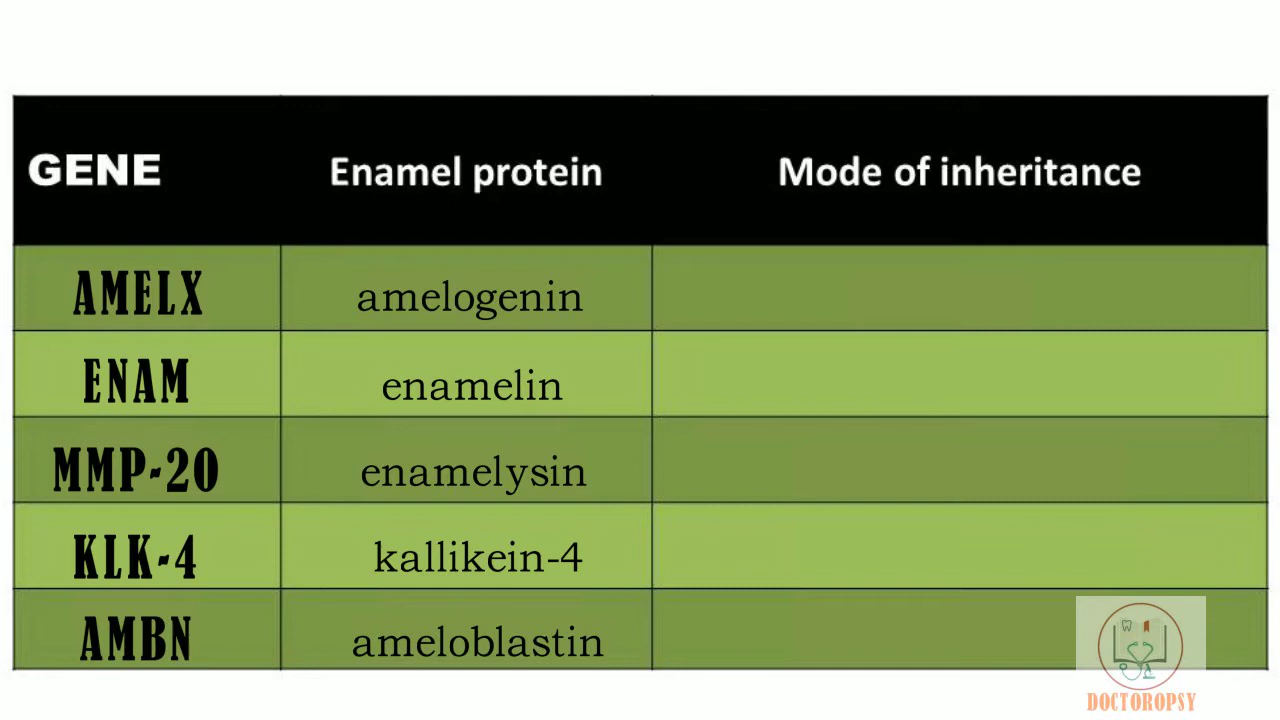 GENE Enamel protein Mode of inheritance
AMELX amelogenin
ENAM enamelin
MMP-20 enamelysin
KLK-4 kallikein-4
AMBN ameloblastin
DOCTOROPSY